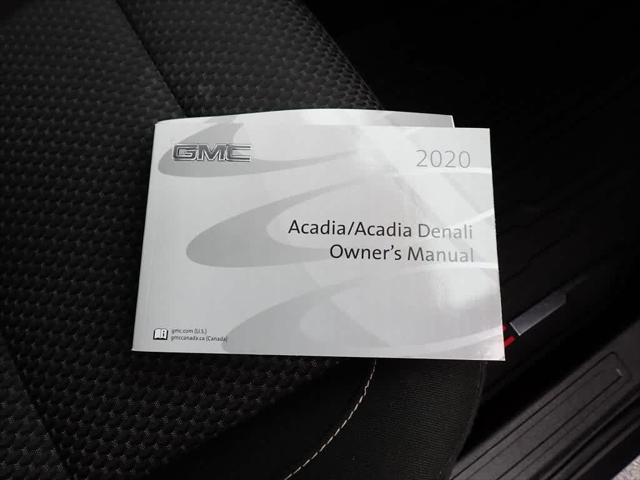 GMC
2020
Acadia/Acadia Denali
Owner's Manual
gmc.com (U.S.)
gmccanada.ca (Canada)